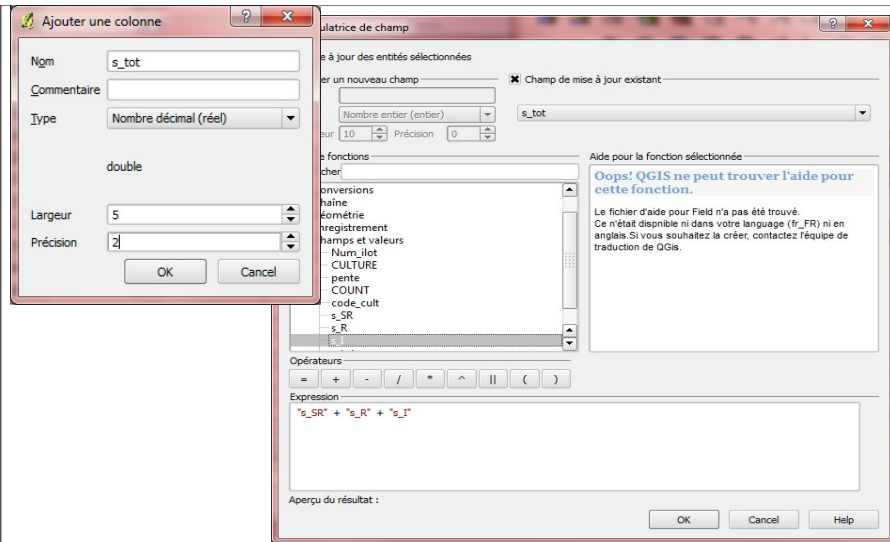 Ajouter une colonne
Nom
s_tot
Commentaire
Type
Nombre décimal (réel)
double
Largeur
5
Précision
2
OK
Cancel
ulatrice de champ
e à jour des entités sélectionnées
er un nouveau champ
Champ de mise à jour existant
Nombre entier (entier)
s_tot
eur
10
Précision
0
e fonctions
cher
onversions
haîne
éométrie
nregistrement
hamps et valeurs
Num_ilot
CULTURE
pente
COUNT
code_cult
s_SR
s_R
s_I
Aide pour la fonction sélectionnée
Oops! QGIS ne peut trouver l'aide pour
cette fonction.
Le fichier d'aide pour Field n'a pas été trouvé.
Ce n'était dispnible ni dans votre language (fr_FR) ni en
anglais.Si vous souhaitez la créer, contactez l'équipe de
traduction de QGis.
Opérateurs
= + - / * ^ || ( )
Expression
"s_SR" + "s_R" + "s_I"
Aperçu du résultat :
OK
Cancel
Help